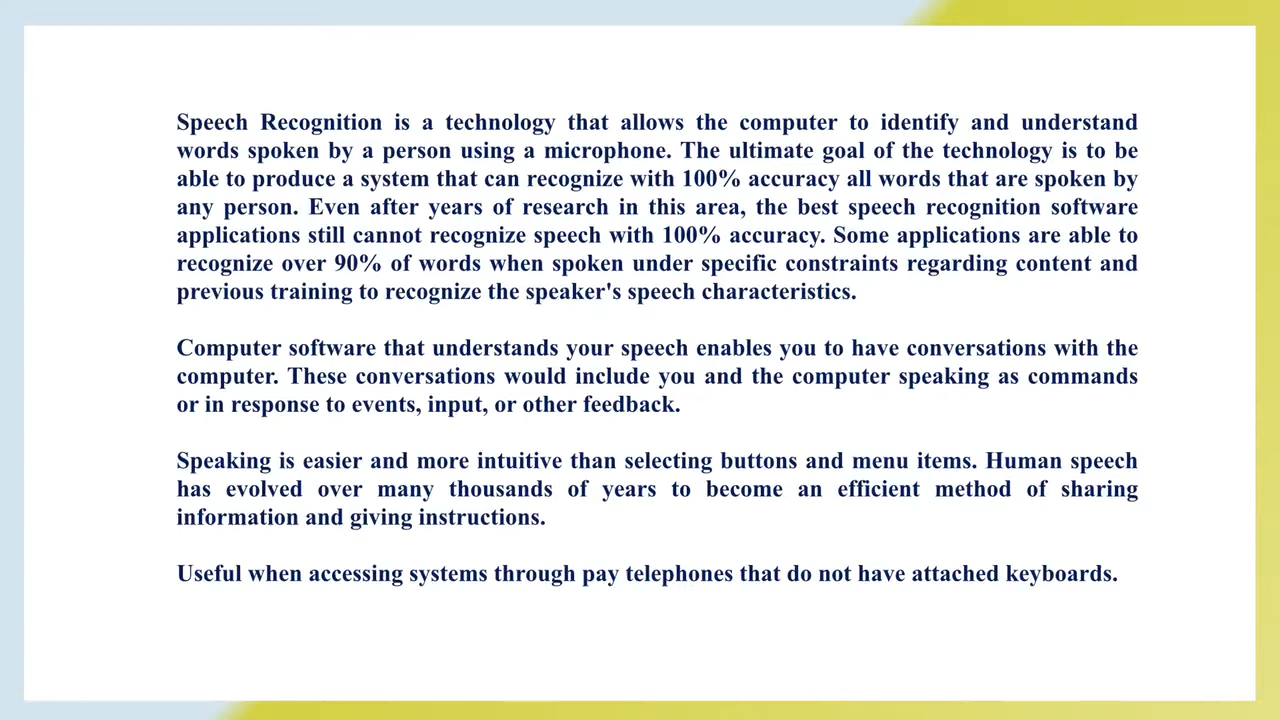 Speech Recognition is a technology that allows the computer to identify and understand
words spoken by a person using a microphone. The ultimate goal of the technology is to be
able to produce a system that can recognize with 100% accuracy all words that are spoken by
any person. Even after years of research in this area, the best speech recognition software
applications still cannot recognize speech with 100% accuracy. Some applications are able to
recognize over 90% of words when spoken under specific constraints regarding content and
previous training to recognize the speaker's speech characteristics.
Computer software that understands your speech enables you to have conversations with the
computer. These conversations would include you and the computer speaking as commands
or in response to events, input, or other feedback.
Speaking is easier and more intuitive than selecting buttons and menu items. Human speech
has evolved over many thousands of years to become an efficient method of sharing
information and giving instructions.
Useful when accessing systems through pay telephones that do not have attached keyboards.